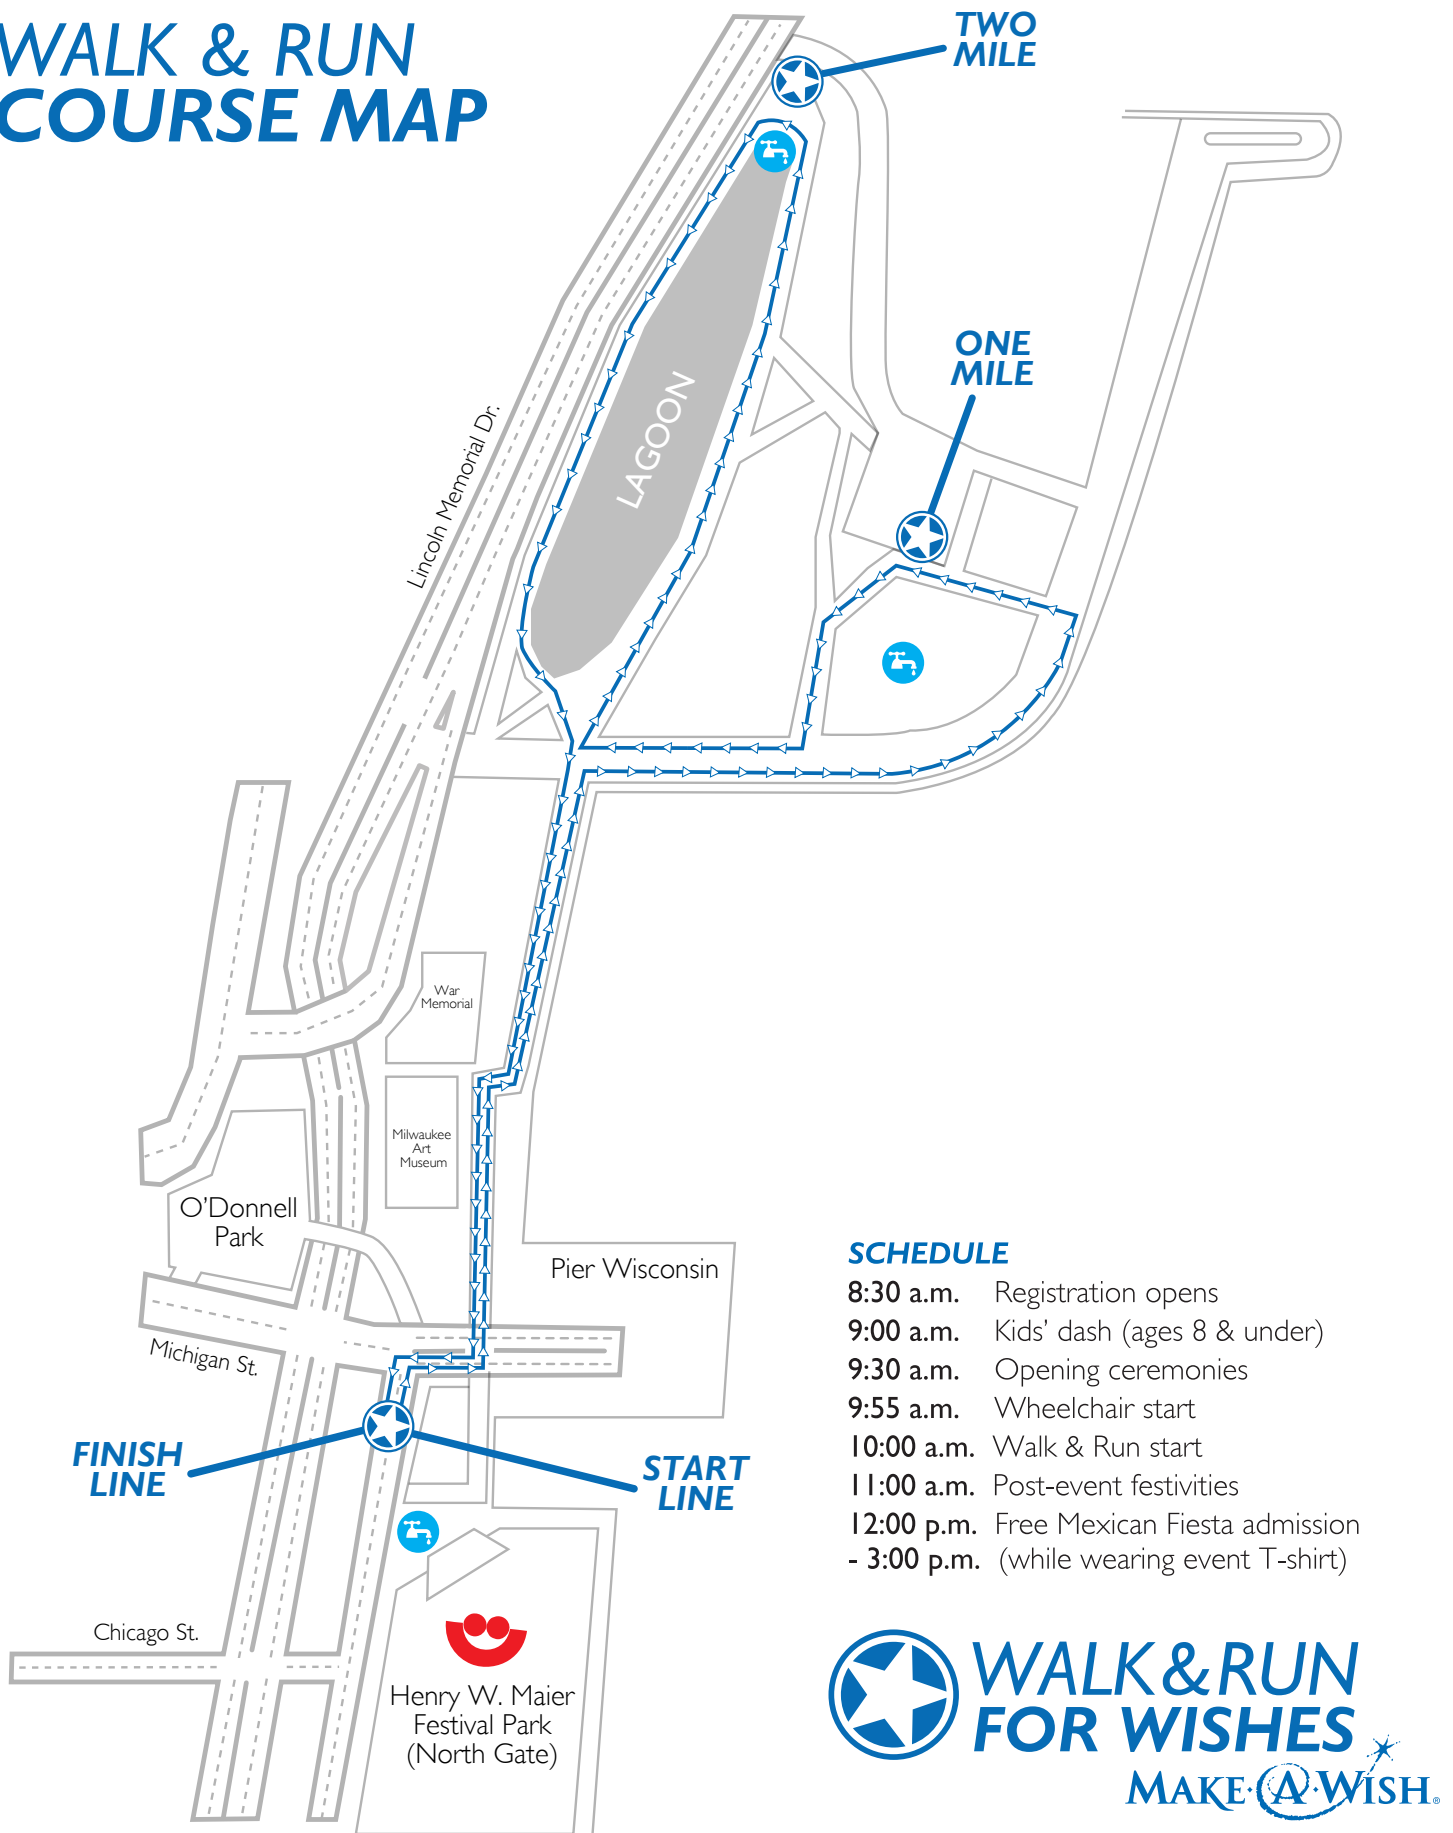 WALK & RUN
COURSE MAP
TWO
MILE
ONE
MILE
LAGOON
Lincoln Memorial Dr.
War
Memorial
Milwaukee
Art
Museum
O'Donnell
Park
Pier Wisconsin
Michigan St.
FINISH
LINE
START
LINE
Chicago St.
Henry W. Maier
Festival Park
(North Gate)
SCHEDULE
8:30 a.m. Registration opens
9:00 a.m. Kids' dash (ages 8 & under)
9:30 a.m. Opening ceremonies
9:55 a.m. Wheelchair start
10:00 a.m. Walk & Run start
11:00 a.m. Post-event festivities
12:00 p.m. Free Mexican Fiesta admission
- 3:00 p.m. (while wearing event T-shirt)
WALK&RUN
FOR WISHES
MAKE·A·WISH®